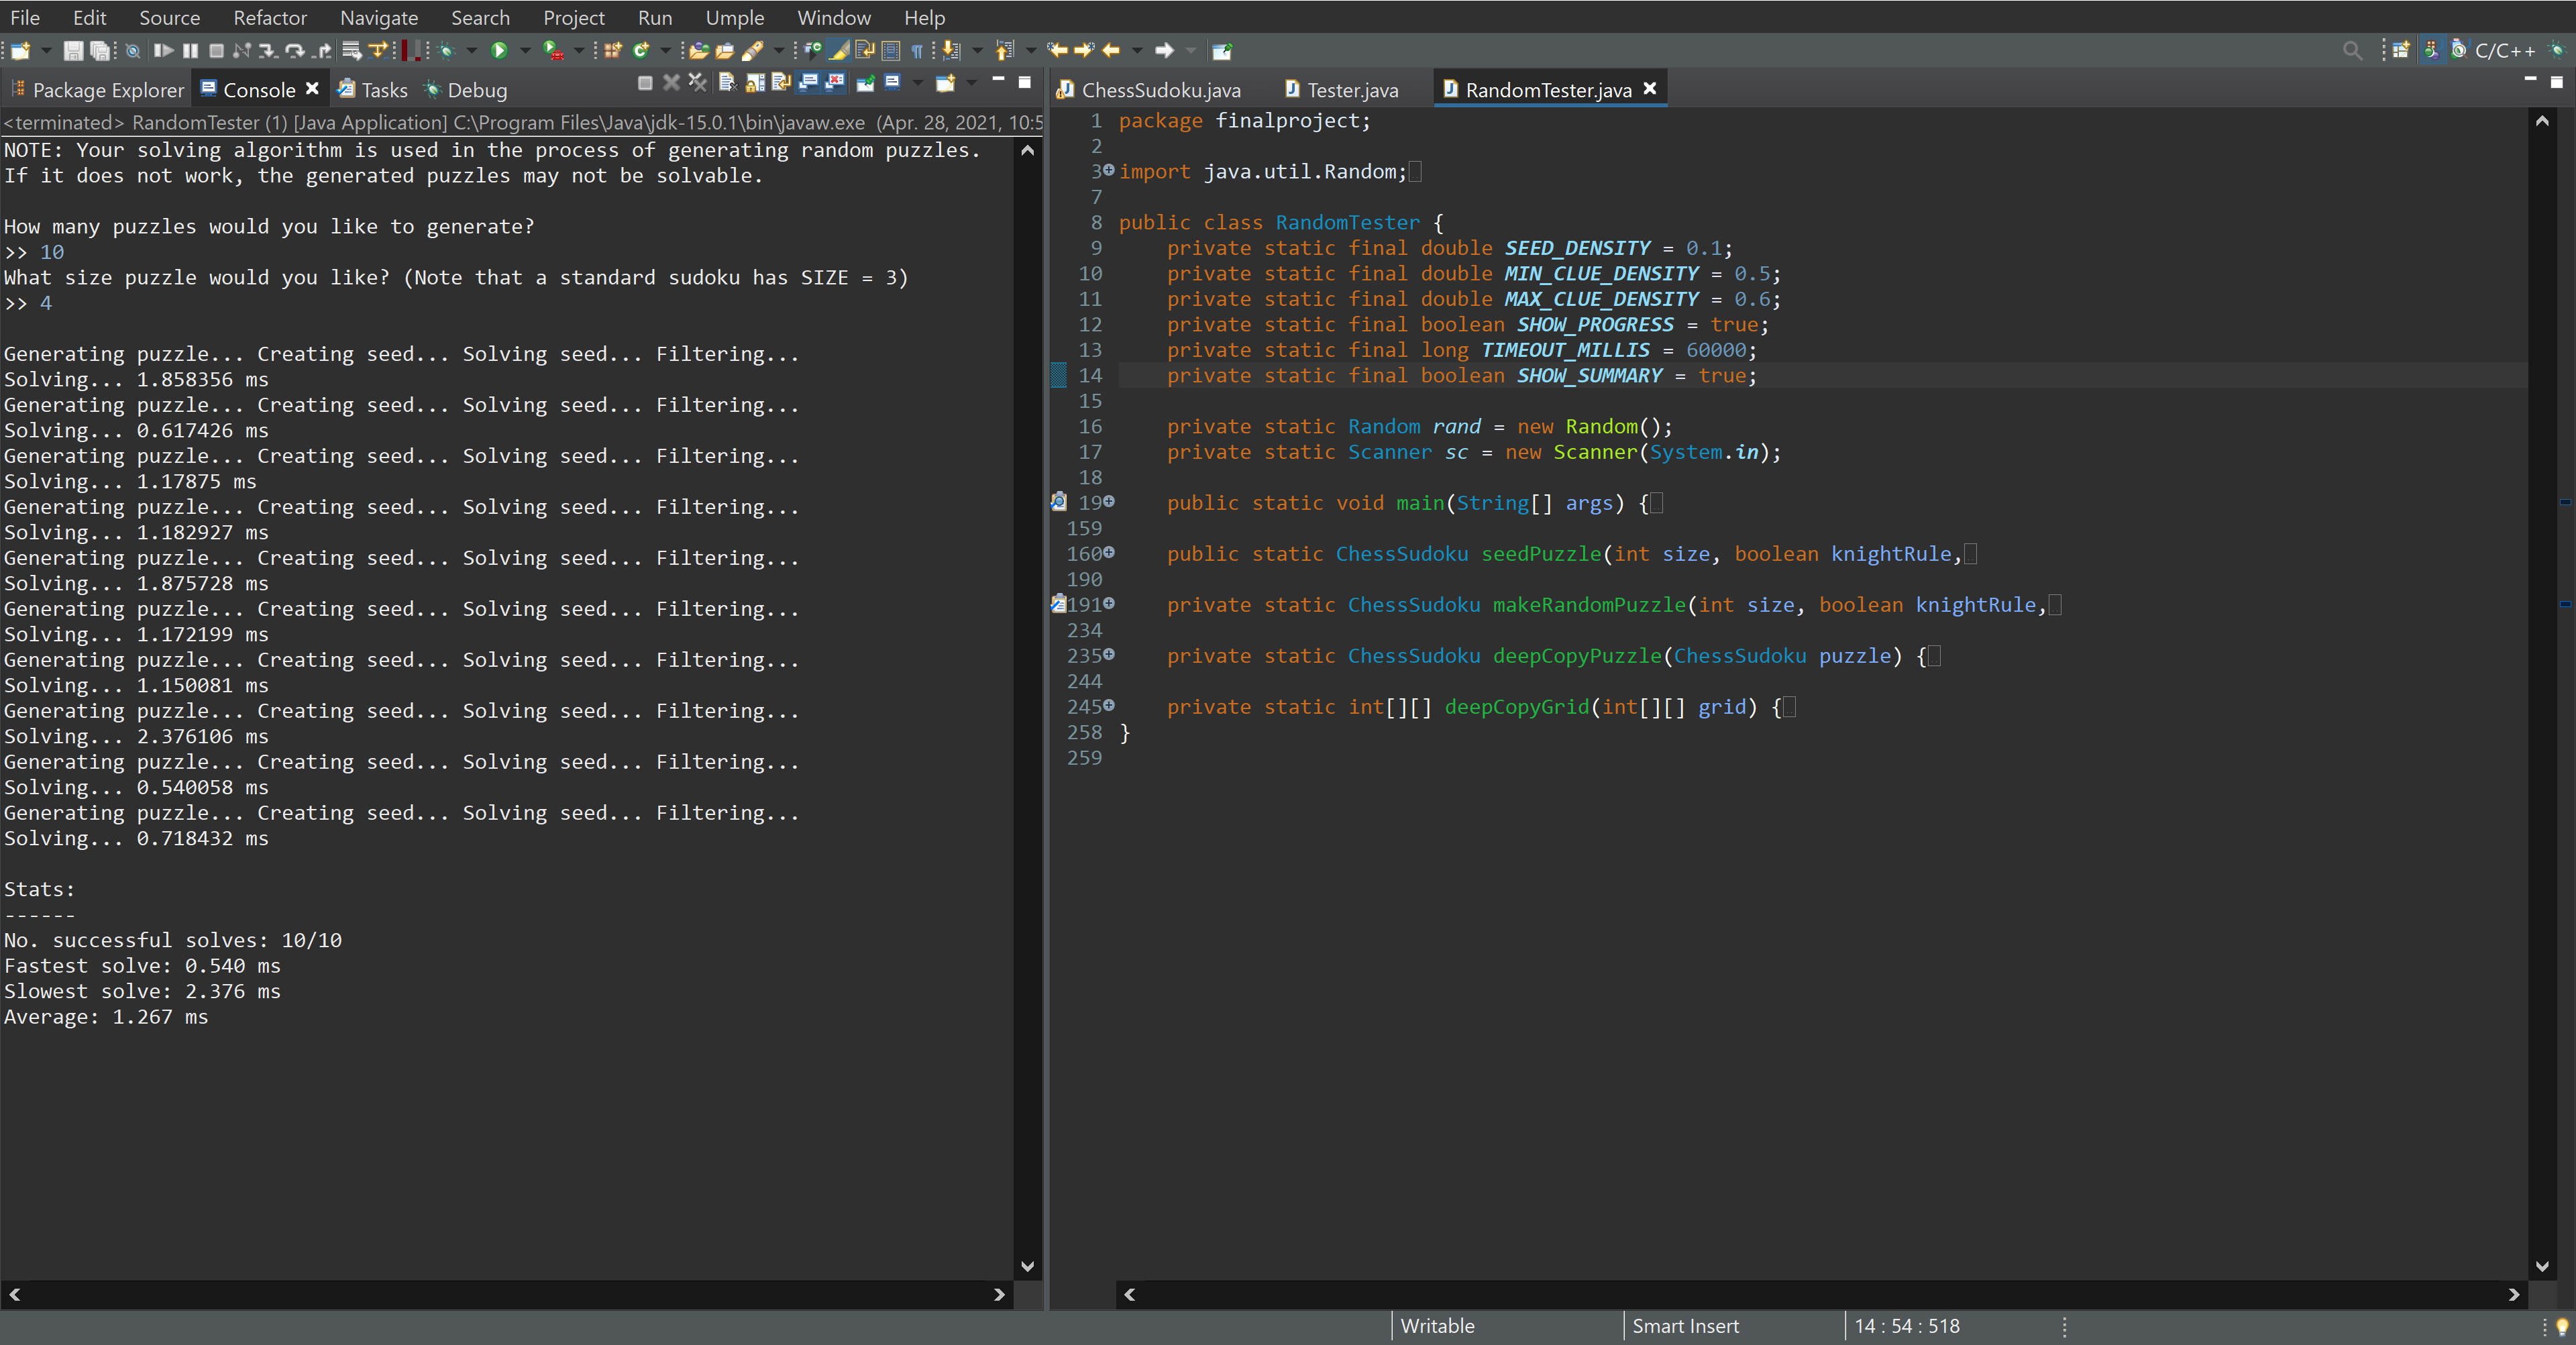 File Edit Source Refactor Navigate Search Project Run Umple Window Help
C/C++
Package Explorer Console Tasks Debug
<terminated> RandomTester (1) [Java Application] C:\Program Files\Java\jdk-15.0.1\bin\javaw.exe (Apr. 28, 2021, 10:5
NOTE: Your solving algorithm is used in the process of generating random puzzles.
If it does not work, the generated puzzles may not be solvable.
How many puzzles would you like to generate?
>> 10
What size puzzle would you like? (Note that a standard sudoku has SIZE = 3)
>> 4
Generating puzzle... Creating seed... Solving seed... Filtering...
Solving... 1.858356 ms
Generating puzzle... Creating seed... Solving seed... Filtering...
Solving... 0.617426 ms
Generating puzzle... Creating seed... Solving seed... Filtering...
Solving... 1.17875 ms
Generating puzzle... Creating seed... Solving seed... Filtering...
Solving... 1.182927 ms
Generating puzzle... Creating seed... Solving seed... Filtering...
Solving... 1.875728 ms
Generating puzzle... Creating seed... Solving seed... Filtering...
Solving... 1.172199 ms
Generating puzzle... Creating seed... Solving seed... Filtering...
Solving... 1.150081 ms
Generating puzzle... Creating seed... Solving seed... Filtering...
Solving... 2.376106 ms
Generating puzzle... Creating seed... Solving seed... Filtering...
Solving... 0.540058 ms
Generating puzzle... Creating seed... Solving seed... Filtering...
Solving... 0.718432 ms
Stats:
------
No. successful solves: 10/10
Fastest solve: 0.540 ms
Slowest solve: 2.376 ms
Average: 1.267 ms
ChessSudoku.java Tester.java RandomTester.java
1 package finalproject;
2
3 import java.util.Random;
7
8 public class RandomTester {
9 private static final double SEED_DENSITY = 0.1;
10 private static final double MIN_CLUE_DENSITY = 0.5;
11 private static final double MAX_CLUE_DENSITY = 0.6;
12 private static final boolean SHOW_PROGRESS = true;
13 private static final long TIMEOUT_MILLIS = 60000;
14 private static final boolean SHOW_SUMMARY = true;
15
16 private static Random rand = new Random();
17 private static Scanner sc = new Scanner(System.in);
18
19 public static void main(String[] args) {
159
160 public static ChessSudoku seedPuzzle(int size, boolean knightRule,
190
191 private static ChessSudoku makeRandomPuzzle(int size, boolean knightRule,
234
235 private static ChessSudoku deepCopyPuzzle(ChessSudoku puzzle) {
244
245 private static int[][] deepCopyGrid(int[][] grid) {
258 }
259
Writable Smart Insert 14 : 54 : 518